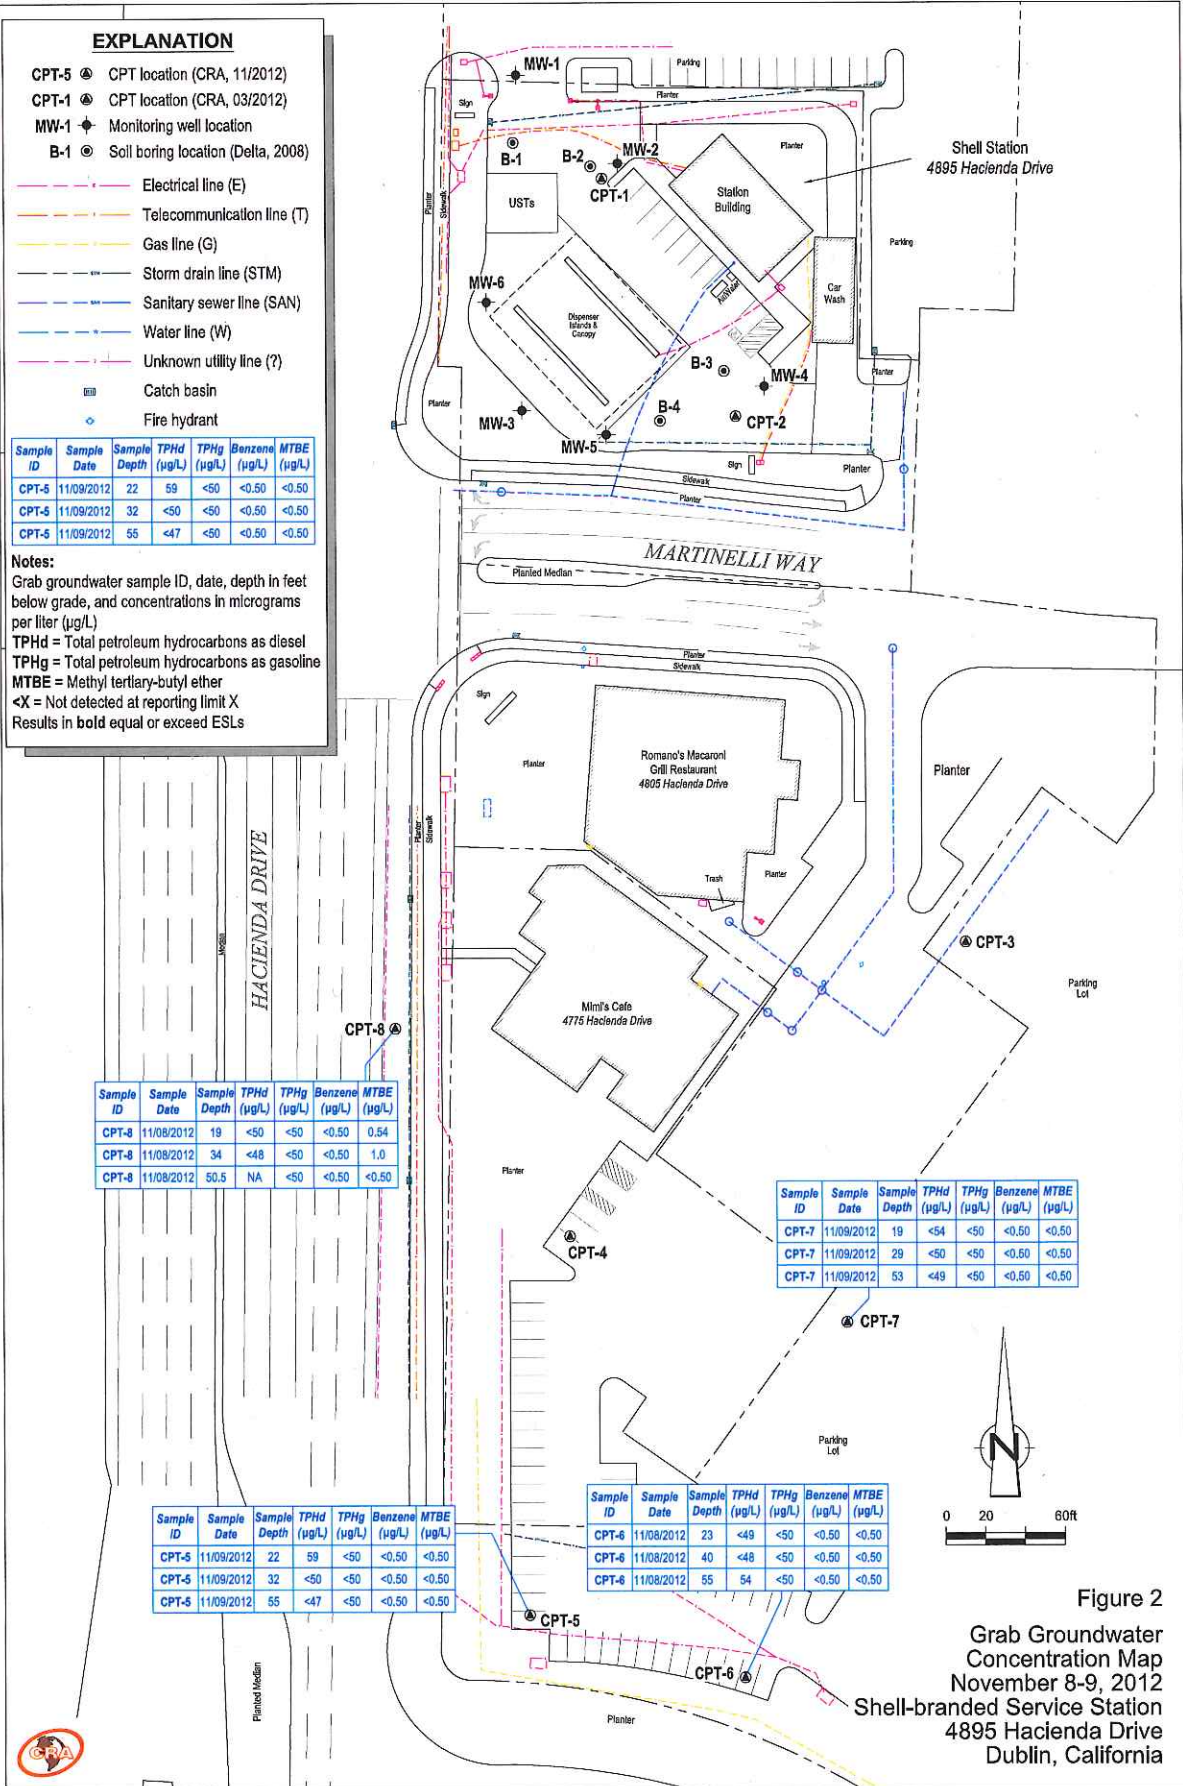 EXPLANATION
CPT-5 CPT location (CRA, 11/2012)
CPT-1 CPT location (CRA, 03/2012)
MW-1 Monitoring well location
B-1 Soil boring location (Delta, 2008)
Electrical line (E)
Telecommunication line (T)
Gas line (G)
Storm drain line (STM)
Sanitary sewer line (SAN)
Water line (W)
Unknown utility line (?)
Catch basin
Fire hydrant
Sample ID Sample Date Sample Depth TPHd (µg/L) TPHg (µg/L) Benzene (µg/L) MTBE (µg/L)
CPT-5 11/09/2012 22 59 <50 <0.50 <0.50
CPT-5 11/09/2012 32 <50 <50 <0.50 <0.50
CPT-5 11/09/2012 55 <47 <50 <0.50 <0.50
Notes:
Grab groundwater sample ID, date, depth in feet
below grade, and concentrations in micrograms
per liter (µg/L)
TPHd = Total petroleum hydrocarbons as diesel
TPHg = Total petroleum hydrocarbons as gasoline
MTBE = Methyl tertiary-butyl ether
<X = Not detected at reporting limit X
Results in bold equal or exceed ESLs
MW-1
Parking
Planter
Sign
B-1
B-2
MW-2
CPT-1
Planter
Station
Building
Shell Station
4895 Hacienda Drive
USTs
Planter
Sidewalk
Parking
MW-6
Air/Water
Car
Wash
Dispenser
Islands &
Canopy
B-3
MW-4
Planter
Planter
MW-3
B-4
CPT-2
MW-5
Sign
Planter
Sidewalk
Planter
MARTINELLI WAY
Planted Median
Planter
Sidewalk
Sign
Planter
Romano's Macaroni
Grill Restaurant
4805 Hacienda Drive
Planter
Planter
Sidewalk
HACIENDA DRIVE
Median
Trash
Planter
CPT-3
Parking
Lot
Mimi's Cafe
4775 Hacienda Drive
CPT-8
Sample ID Sample Date Sample Depth TPHd (µg/L) TPHg (µg/L) Benzene (µg/L) MTBE (µg/L)
CPT-8 11/08/2012 19 <50 <50 <0.50 0.54
CPT-8 11/08/2012 34 <48 <50 <0.50 1.0
CPT-8 11/08/2012 50.5 NA <50 <0.50 <0.50
Planter
CPT-4
Sample ID Sample Date Sample Depth TPHd (µg/L) TPHg (µg/L) Benzene (µg/L) MTBE (µg/L)
CPT-7 11/09/2012 19 <54 <50 <0.50 <0.50
CPT-7 11/09/2012 29 <50 <50 <0.50 <0.50
CPT-7 11/09/2012 53 <49 <50 <0.50 <0.50
CPT-7
Parking
Lot
N
0 20 60ft
Sample ID Sample Date Sample Depth TPHd (µg/L) TPHg (µg/L) Benzene (µg/L) MTBE (µg/L)
CPT-5 11/09/2012 22 59 <50 <0.50 <0.50
CPT-5 11/09/2012 32 <50 <50 <0.50 <0.50
CPT-5 11/09/2012 55 <47 <50 <0.50 <0.50
Sample ID Sample Date Sample Depth TPHd (µg/L) TPHg (µg/L) Benzene (µg/L) MTBE (µg/L)
CPT-6 11/08/2012 23 <49 <50 <0.50 <0.50
CPT-6 11/08/2012 40 <48 <50 <0.50 <0.50
CPT-6 11/08/2012 55 54 <50 <0.50 <0.50
CPT-5
CPT-6
Planted Median
Planter
Figure 2
Grab Groundwater
Concentration Map
November 8-9, 2012
Shell-branded Service Station
4895 Hacienda Drive
Dublin, California
CRA